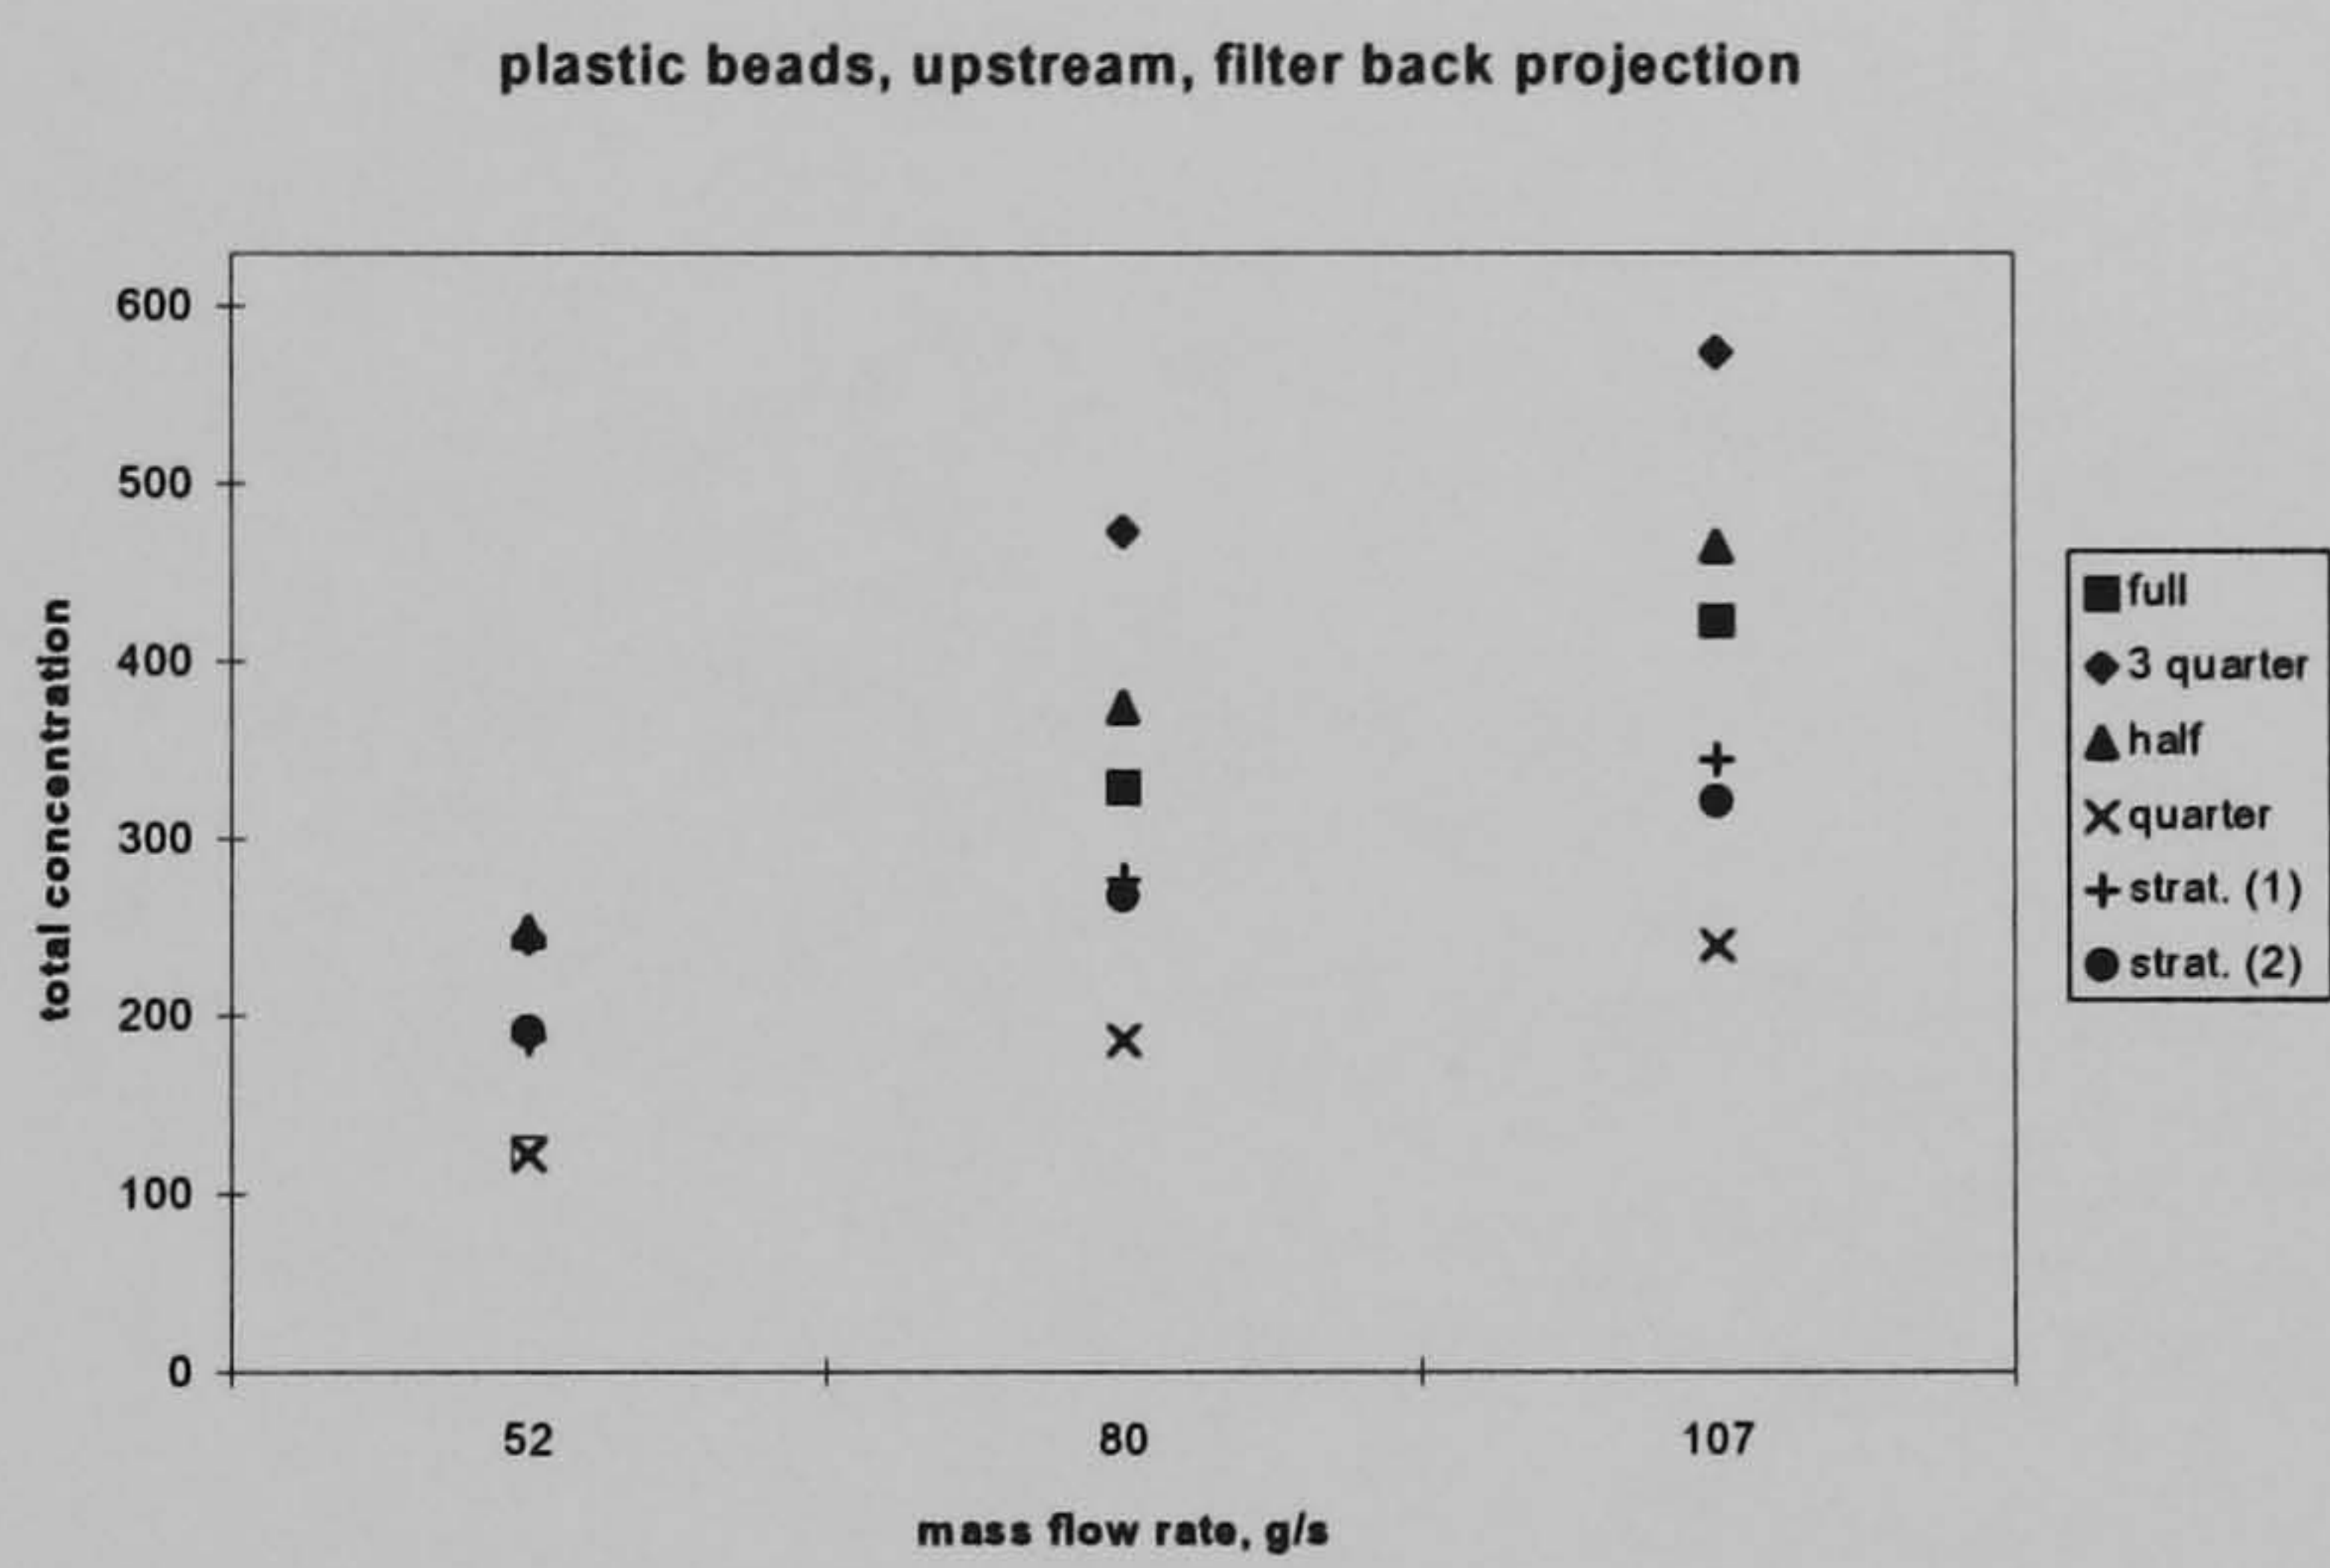 plastic beads, upstream, filter back projection
600
500
400
300
200
100
0
total concentration
52
80
107
mass flow rate, g/s
full
3 quarter
half
quarter
strat. (1)
strat. (2)